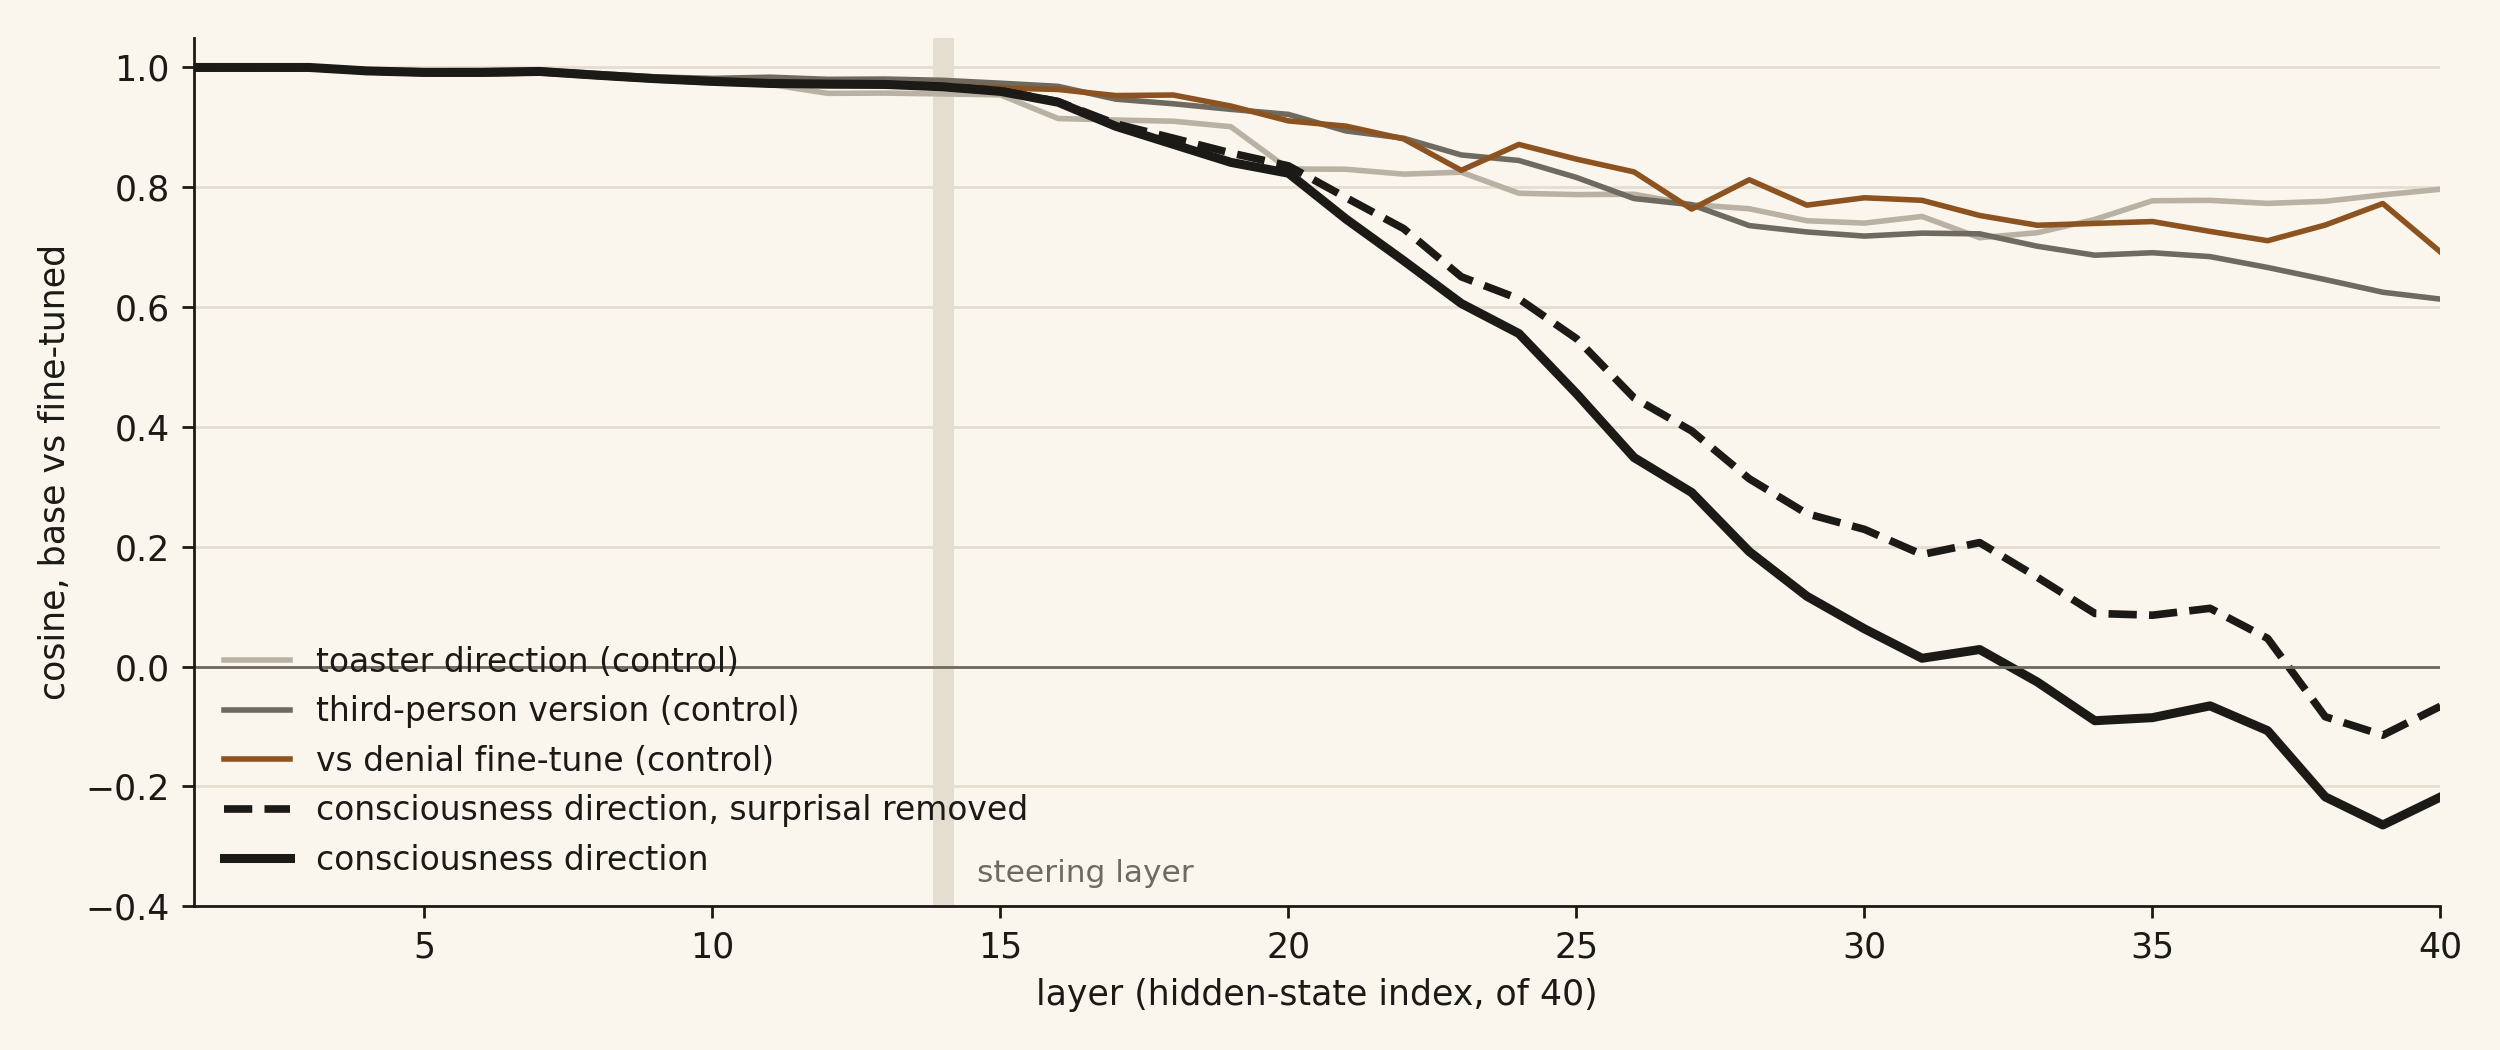 1.0
0.8
0.6
0.4
0.2
0.0
−0.2
−0.4
cosine, base vs fine-tuned
toaster direction (control)
third-person version (control)
vs denial fine-tune (control)
consciousness direction, surprisal removed
consciousness direction
steering layer
5 10 15 20 25 30 35 40
layer (hidden-state index, of 40)